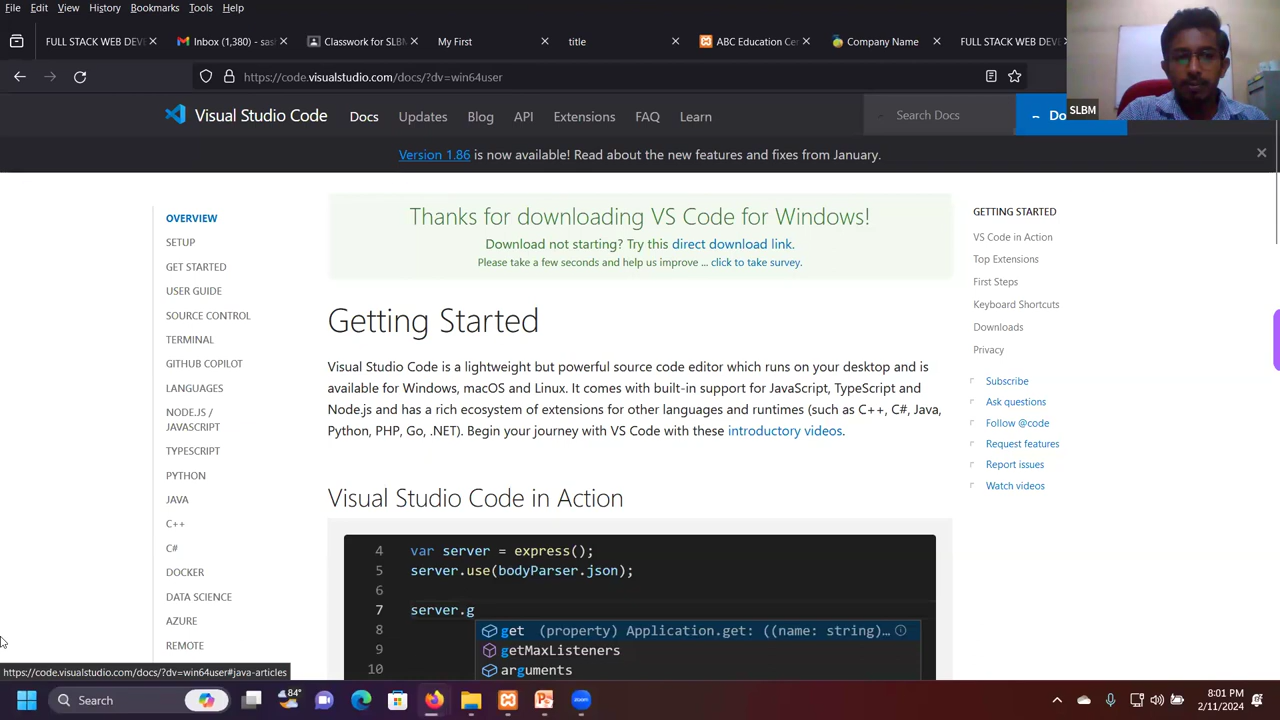 File Edit View History Bookmarks Tools Help
FULL STACK WEB DEV
Inbox (1,380) - sas
Classwork for SLBM
My First
title
ABC Education Ce
Company Name
FULL STACK WEB DEV
https://code.visualstudio.com/docs/?dv=win64user
SLBM
Visual Studio Code
Docs
Updates
Blog
API
Extensions
FAQ
Learn
Search Docs
Do
Version 1.86 is now available! Read about the new features and fixes from January.
OVERVIEW
SETUP
GET STARTED
USER GUIDE
SOURCE CONTROL
TERMINAL
GITHUB COPILOT
LANGUAGES
NODE.JS /
JAVASCRIPT
TYPESCRIPT
PYTHON
JAVA
C++
C#
DOCKER
DATA SCIENCE
AZURE
REMOTE
Thanks for downloading VS Code for Windows!
Download not starting? Try this direct download link.
Please take a few seconds and help us improve ... click to take survey.
Getting Started
Visual Studio Code is a lightweight but powerful source code editor which runs on your desktop and is
available for Windows, macOS and Linux. It comes with built-in support for JavaScript, TypeScript and
Node.js and has a rich ecosystem of extensions for other languages and runtimes (such as C++, C#, Java,
Python, PHP, Go, .NET). Begin your journey with VS Code with these introductory videos.
Visual Studio Code in Action
4 var server = express();
5 server.use(bodyParser.json);
6
7 server.g
8 get (property) Application.get: ((name: string)…
9 getMaxListeners
10 arguments
GETTING STARTED
VS Code in Action
Top Extensions
First Steps
Keyboard Shortcuts
Downloads
Privacy
Subscribe
Ask questions
Follow @code
Request features
Report issues
Watch videos
https://code.visualstudio.com/docs/?dv=win64user#java-articles
Search
84°
zoom
8:01 PM
2/11/2024